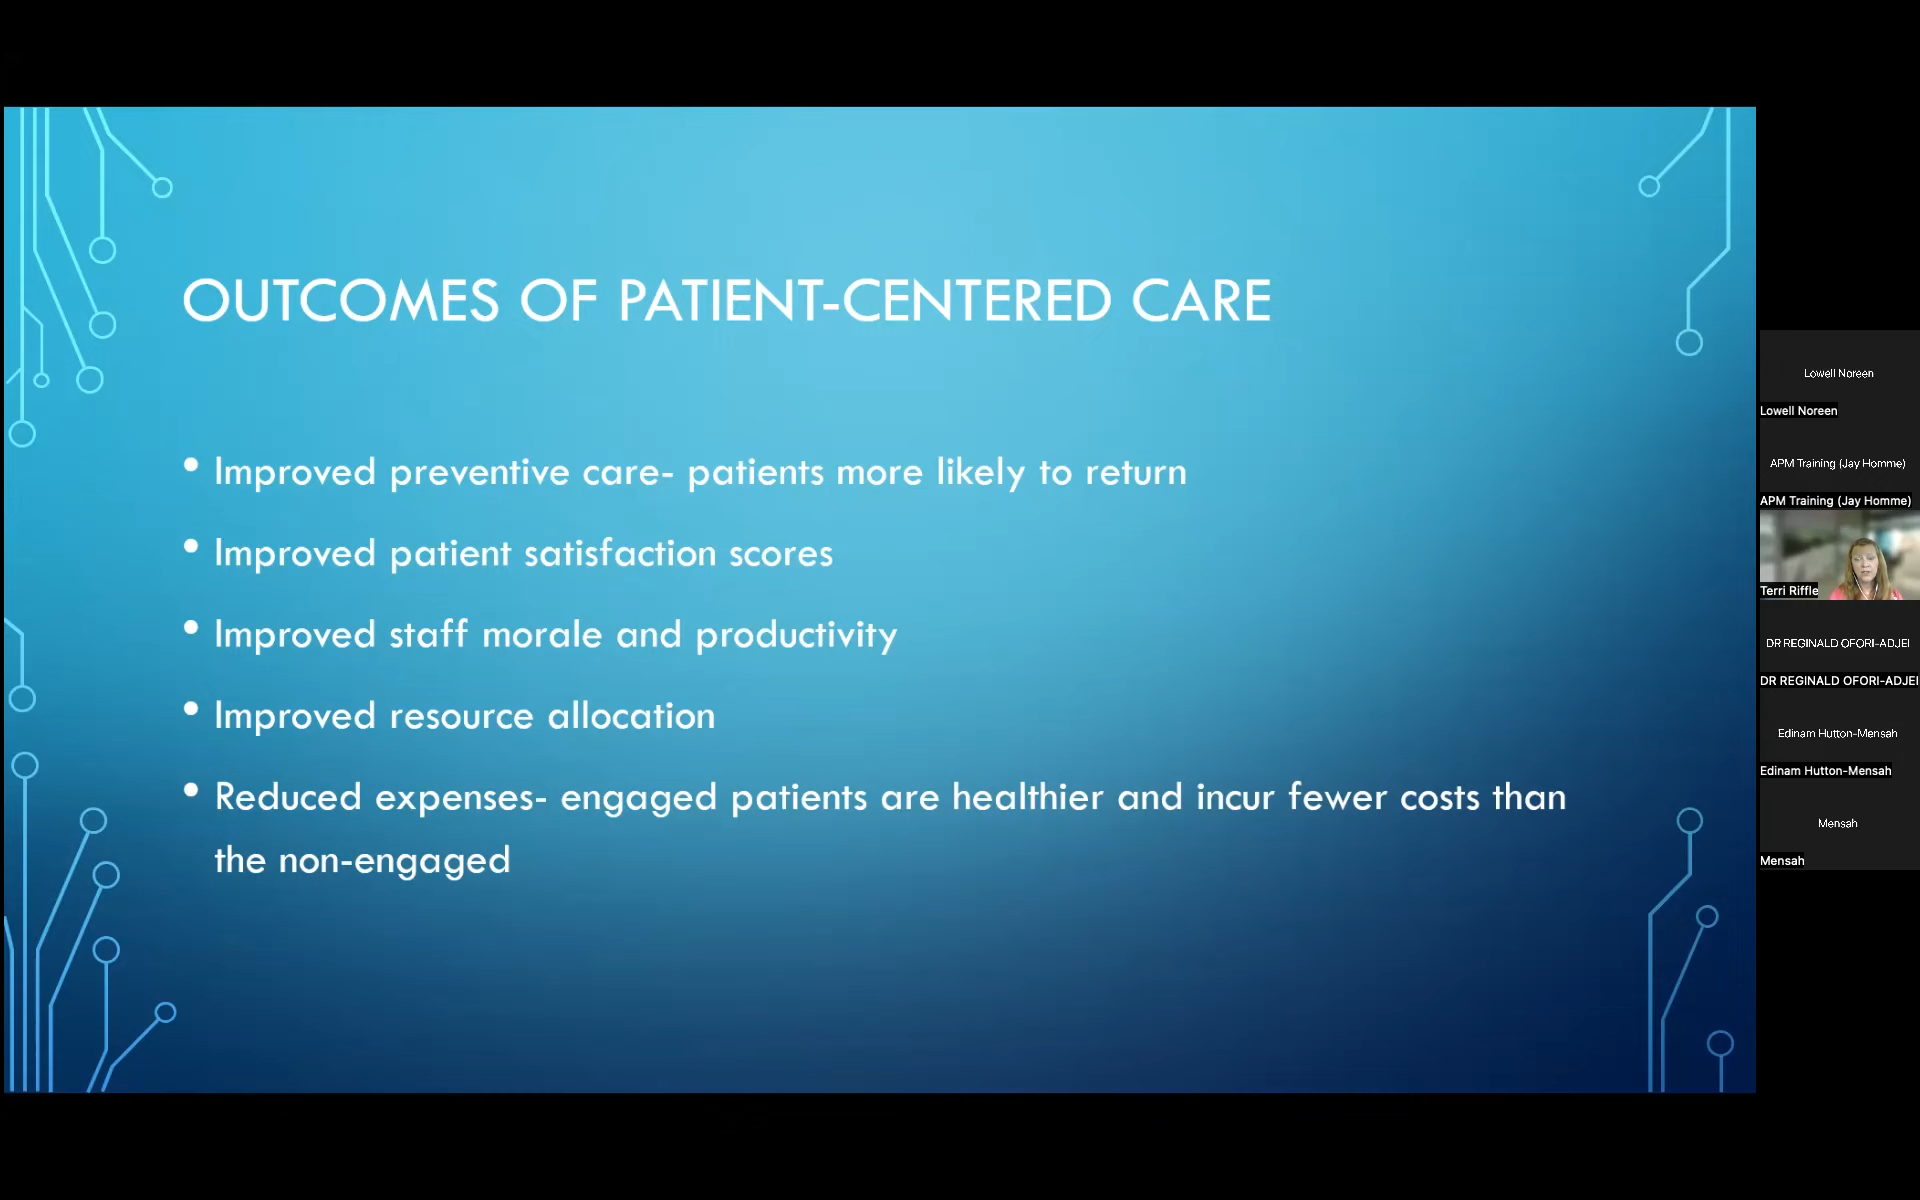 OUTCOMES OF PATIENT-CENTERED CARE
• Improved preventive care- patients more likely to return
• Improved patient satisfaction scores
• Improved staff morale and productivity
• Improved resource allocation
• Reduced expenses- engaged patients are healthier and incur fewer costs than
the non-engaged
Lowell Noreen
Lowell Noreen
APM Training (Jay Homme)
APM Training (Jay Homme)
Terri Riffle
DR REGINALD OFORI-ADJEI
DR REGINALD OFORI-ADJEI
Edinam Hutton-Mensah
Edinam Hutton-Mensah
Mensah
Mensah